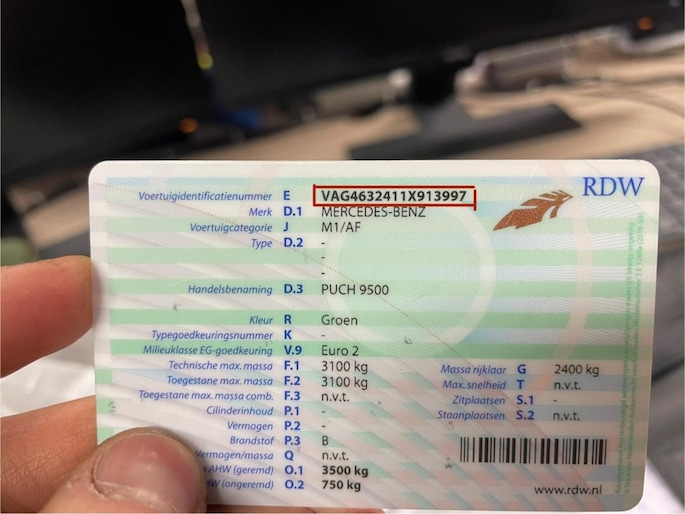 RDW
Voertuigidentificatienummer E VAG4632411X913997
Merk D.1 MERCEDES-BENZ
Voertuigcategorie J M1/AF
Type D.2 -
-
-
Handelsbenaming D.3 PUCH 9500
Kleur R Groen
Typegoedkeuringsnummer K -
Milieuklasse EG-goedkeuring V.9 Euro 2
Technische max. massa F.1 3100 kg
Toegestane max. massa F.2 3100 kg
Toegestane max. massa comb. F.3 n.v.t.
Cilinderinhoud P.1 -
Vermogen P.2 -
Brandstof P.3 B
Vermogen/massa Q n.v.t.
AHW (geremd) O.1 3500 kg
(ongeremd) O.2 750 kg
Massa rijklaar G 2400 kg
Max. snelheid T n.v.t.
Zitplaatsen S.1 -
Staanplaatsen S.2 n.v.t.
www.rdw.nl